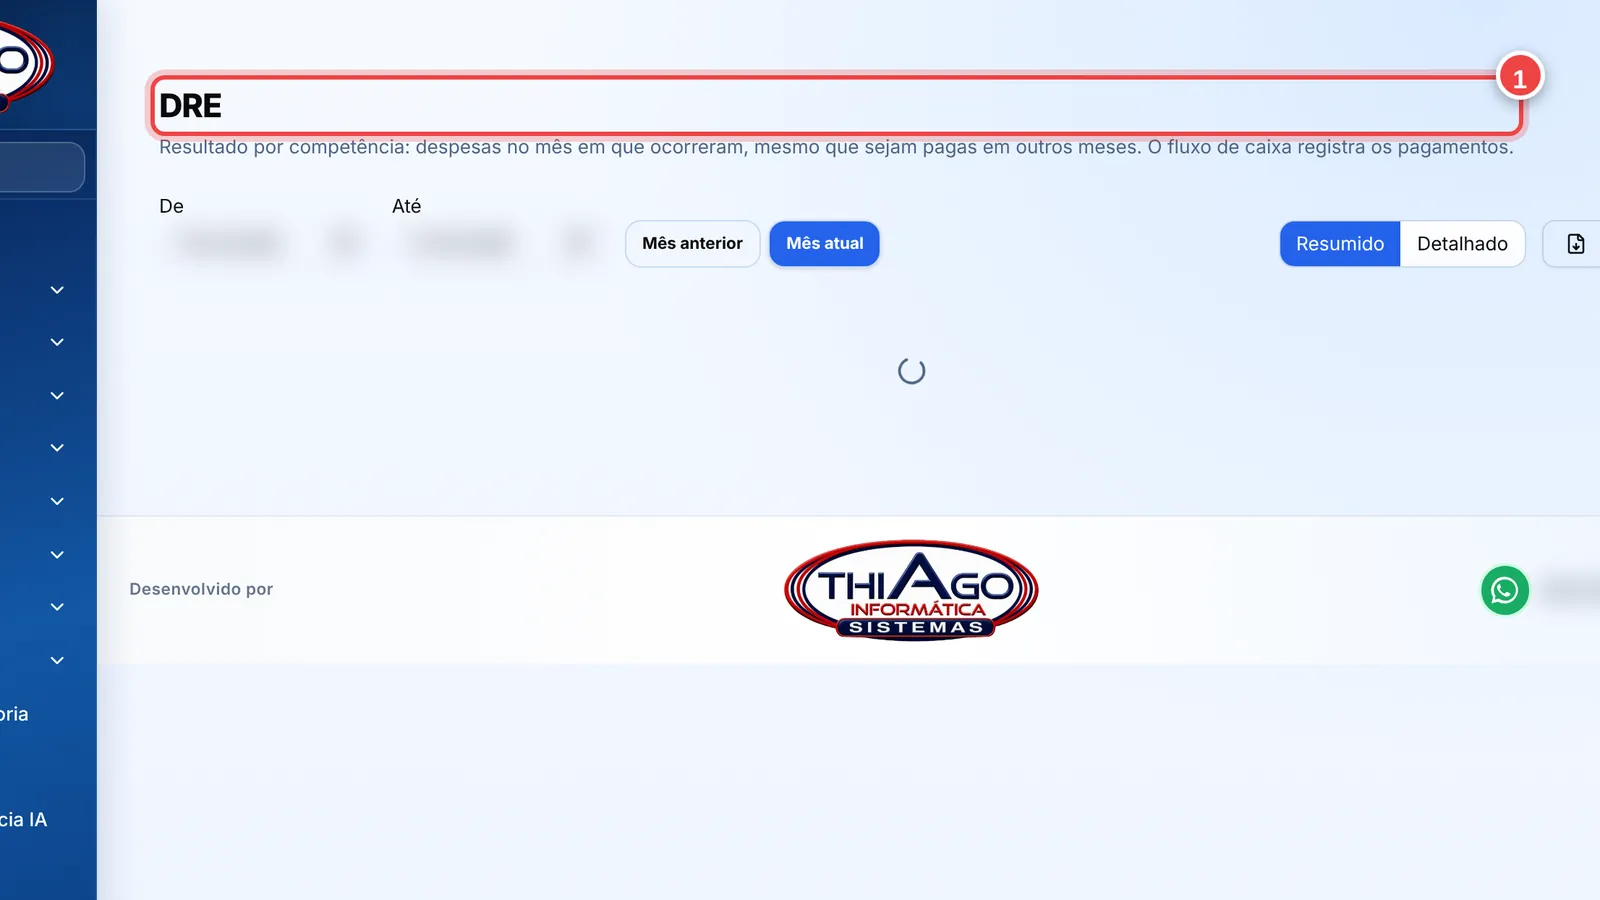 O
1
DRE
Resultado por competência: despesas no mês em que ocorreram, mesmo que sejam pagas em outros meses. O fluxo de caixa registra os pagamentos.
De
Até
Mês anterior
Mês atual
Resumido
Detalhado
Desenvolvido por
THIAGO
INFORMÁTICA
SISTEMAS
oria
cia IA